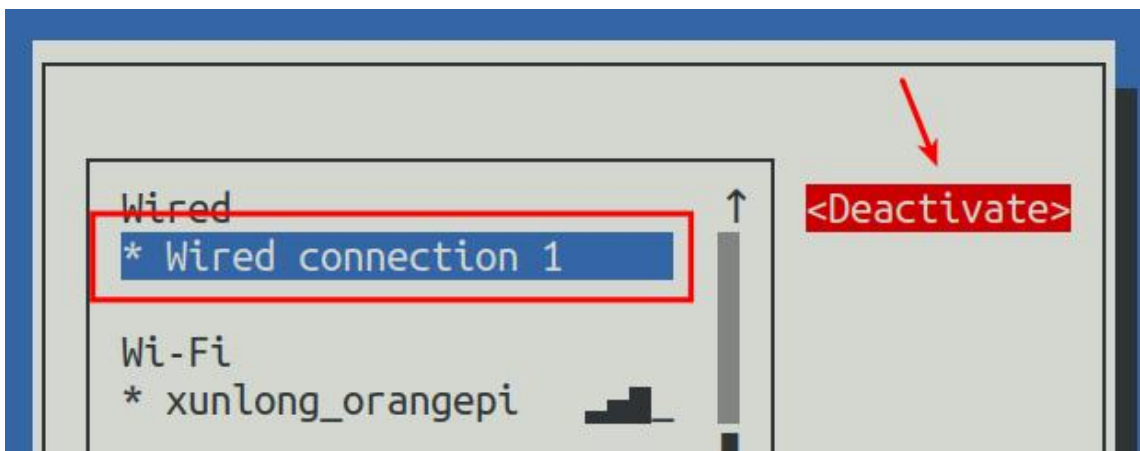 Wired
* Wired connection 1
<Deactivate>
Wi-Fi
* xunlong_orangepi